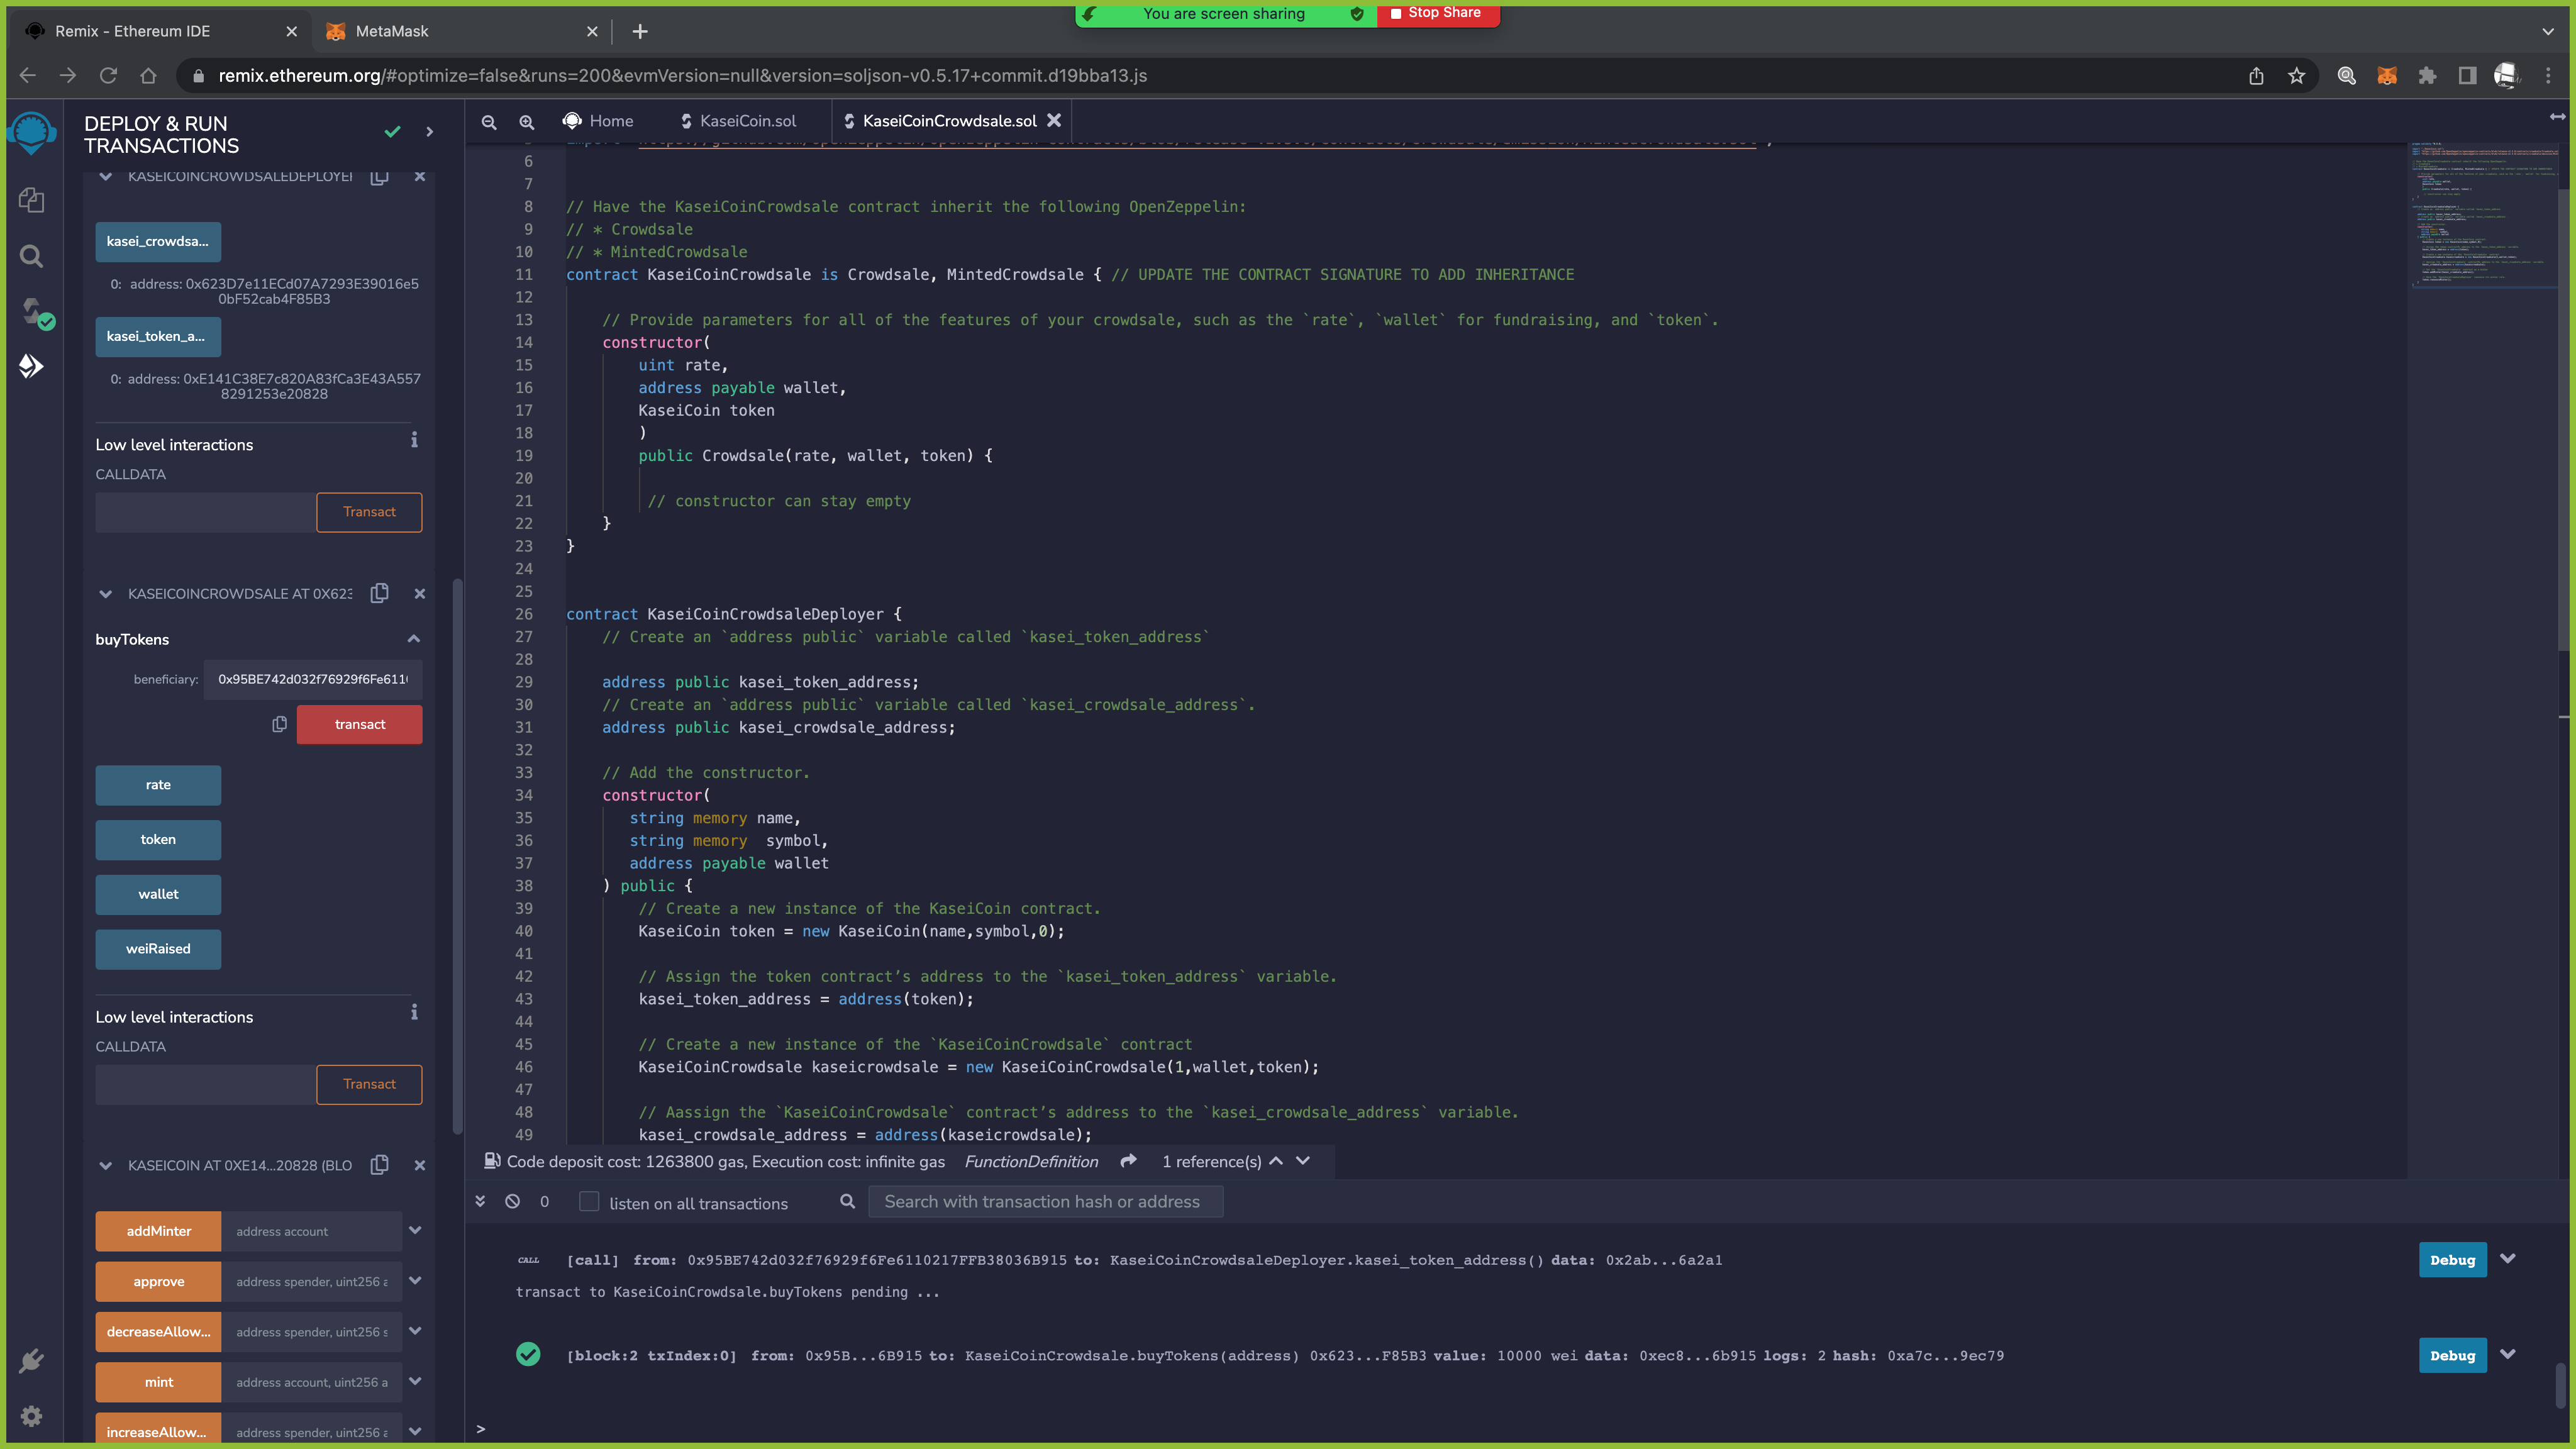 You are screen sharing
Stop Share
Remix - Ethereum IDE
MetaMask
remix.ethereum.org/#optimize=false&runs=200&evmVersion=null&version=soljson-v0.5.17+commit.d19bba13.js
DEPLOY & RUN
TRANSACTIONS
KASEICOINCROWDSALEDEPLOYEI
kasei_crowdsa...
0: address: 0x623D7e11ECd07A7293E39016e5
0bF52cab4F85B3
kasei_token_a...
0: address: 0xE141C38E7c820A83fCa3E43A557
8291253e20828
Low level interactions
CALLDATA
Transact
KASEICOINCROWDSALE AT 0X623
buyTokens
beneficiary: 0x95BE742d032f76929f6Fe611
transact
rate
token
wallet
weiRaised
Low level interactions
CALLDATA
Transact
KASEICOIN AT 0XE14...20828 (BLO
addMinter address account
approve address spender, uint256 a
decreaseAllow... address spender, uint256 s
mint address account, uint256 a
increaseAllow... address spender, uint256 a
Home
KaseiCoin.sol
KaseiCoinCrowdsale.sol
6
7
8 // Have the KaseiCoinCrowdsale contract inherit the following OpenZeppelin:
9 // * Crowdsale
10 // * MintedCrowdsale
11 contract KaseiCoinCrowdsale is Crowdsale, MintedCrowdsale { // UPDATE THE CONTRACT SIGNATURE TO ADD INHERITANCE
12
13 // Provide parameters for all of the features of your crowdsale, such as the `rate`, `wallet` for fundraising, and `token`.
14 constructor(
15 uint rate,
16 address payable wallet,
17 KaseiCoin token
18 )
19 public Crowdsale(rate, wallet, token) {
20
21 // constructor can stay empty
22 }
23 }
24
25
26 contract KaseiCoinCrowdsaleDeployer {
27 // Create an `address public` variable called `kasei_token_address`
28
29 address public kasei_token_address;
30 // Create an `address public` variable called `kasei_crowdsale_address`.
31 address public kasei_crowdsale_address;
32
33 // Add the constructor.
34 constructor(
35 string memory name,
36 string memory  symbol,
37 address payable wallet
38 ) public {
39 // Create a new instance of the KaseiCoin contract.
40 KaseiCoin token = new KaseiCoin(name,symbol,0);
41
42 // Assign the token contract’s address to the `kasei_token_address` variable.
43 kasei_token_address = address(token);
44
45 // Create a new instance of the `KaseiCoinCrowdsale` contract
46 KaseiCoinCrowdsale kaseicrowdsale = new KaseiCoinCrowdsale(1,wallet,token);
47
48 // Aassign the `KaseiCoinCrowdsale` contract’s address to the `kasei_crowdsale_address` variable.
49 kasei_crowdsale_address = address(kaseicrowdsale);
Code deposit cost: 1263800 gas, Execution cost: infinite gas FunctionDefinition 1 reference(s)
0 listen on all transactions Search with transaction hash or address
CALL [call] from: 0x95BE742d032f76929f6Fe6110217FFB38036B915 to: KaseiCoinCrowdsaleDeployer.kasei_token_address() data: 0x2ab...6a2a1
Debug
transact to KaseiCoinCrowdsale.buyTokens pending ...
[block:2 txIndex:0] from: 0x95B...6B915 to: KaseiCoinCrowdsale.buyTokens(address) 0x623...F85B3 value: 10000 wei data: 0xec8...6b915 logs: 2 hash: 0xa7c...9ec79
Debug
>